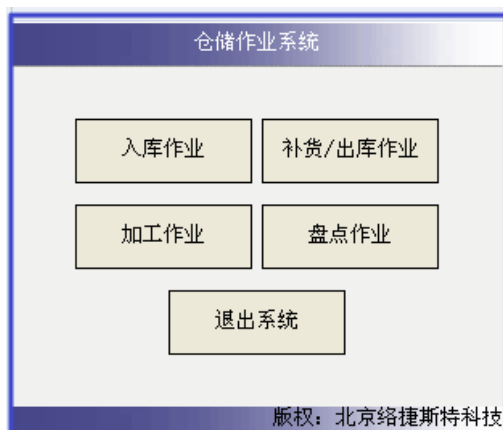 仓储作业系统
入库作业 补货/出库作业
加工作业 盘点作业
退出系统
版权：北京络捷斯特科技